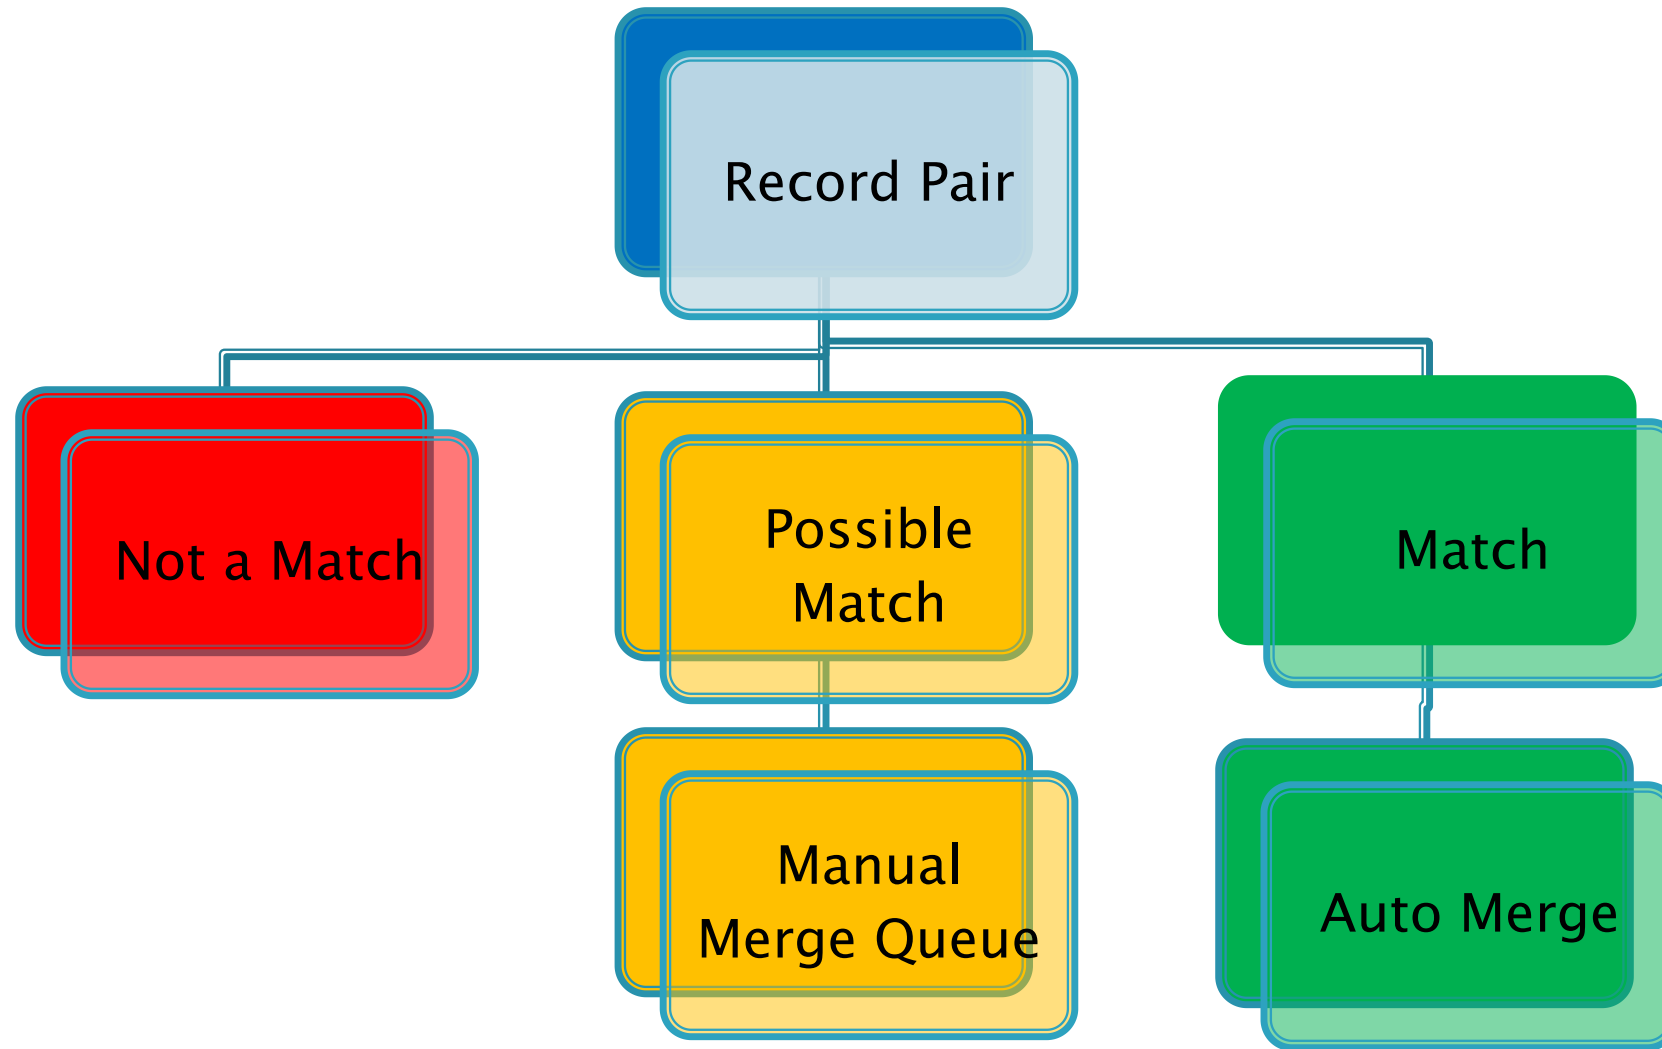 Record Pair
Not a Match
Possible
Match
Match
Manual
Merge Queue
Auto Merge